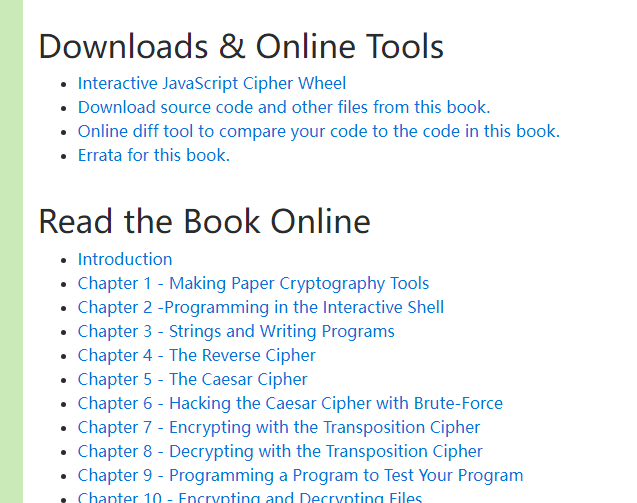 Downloads & Online Tools
Interactive JavaScript Cipher Wheel
Download source code and other files from this book.
Online diff tool to compare your code to the code in this book.
Errata for this book.
Read the Book Online
Introduction
Chapter 1 - Making Paper Cryptography Tools
Chapter 2 -Programming in the Interactive Shell
Chapter 3 - Strings and Writing Programs
Chapter 4 - The Reverse Cipher
Chapter 5 - The Caesar Cipher
Chapter 6 - Hacking the Caesar Cipher with Brute-Force
Chapter 7 - Encrypting with the Transposition Cipher
Chapter 8 - Decrypting with the Transposition Cipher
Chapter 9 - Programming a Program to Test Your Program
Chapter 10 - Encrypting and Decrypting Files